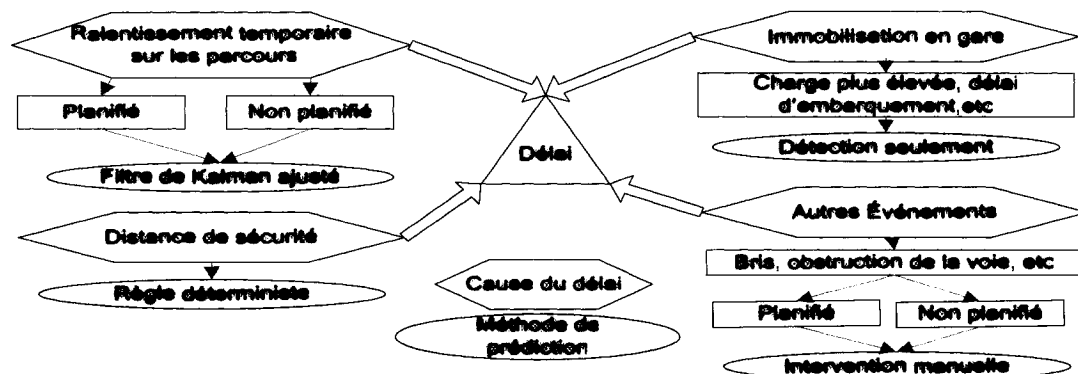 Ralentissement temporaire
sur les parcours
Planifié
Non planifié
Filtre de Kalman ajusté
Distance de sécurité
Règle déterministe
Délai
Cause du délai
Méthode de
prédiction
Immobilisation en gare
Charge plus élevée, délai
d'embarquement,etc
Détection seulement
Autres Événements
Bris, obstruction de la voie, etc
Planifié
Non planifié
Intervention manuelle